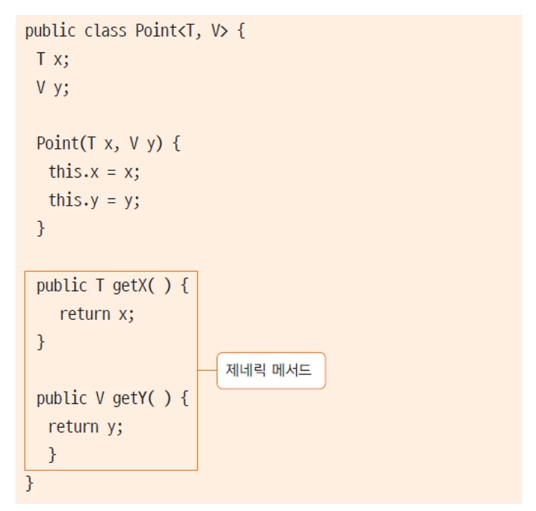 public class Point<T, V> {
T x;
V y;
Point(T x, V y) {
this.x = x;
this.y = y;
}
public T getX( ) {
return x;
}
제네릭 메서드
public V getY( ) {
return y;
}
}